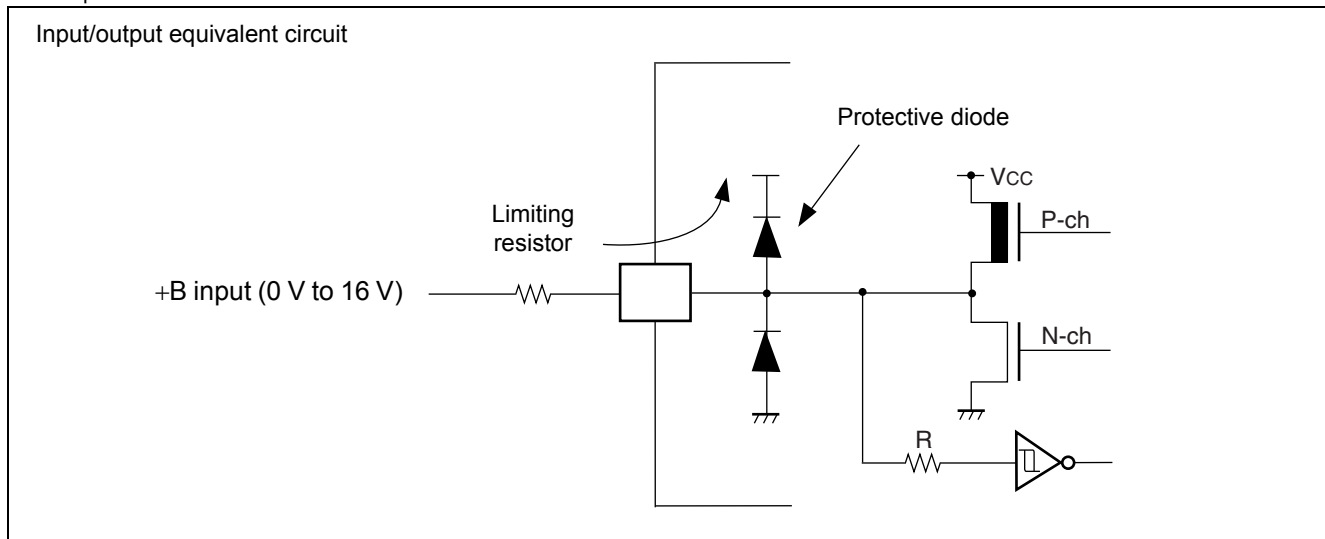 Input/output equivalent circuit
Protective diode
VCC
Limiting
resistor
P-ch
+B input (0 V to 16 V)
N-ch
R